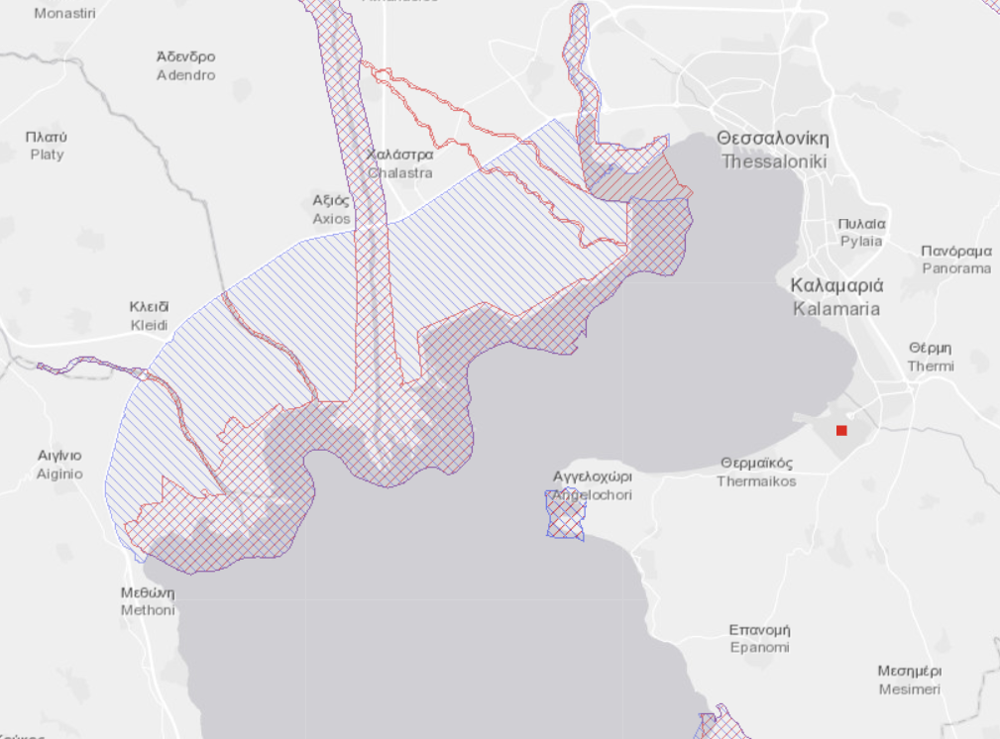 Monastiri
Άδενδρο
Adendro
Πλατύ
Platy
Χαλάστρα
Chalastra
Θεσσαλονίκη
Thessaloniki
Αξιός
Axios
Πυλαία
Pylaia
Πανόραμα
Panorama
Καλαμαριά
Kalamaria
Κλειδί
Kleidi
Θέρμη
Thermi
Αιγίνιο
Aiginio
Αγγελοχώρι
Angelochori
Θερμαϊκός
Thermaikos
Μεθώνη
Methoni
Επανομή
Epanomi
Μεσημέρι
Mesimeri